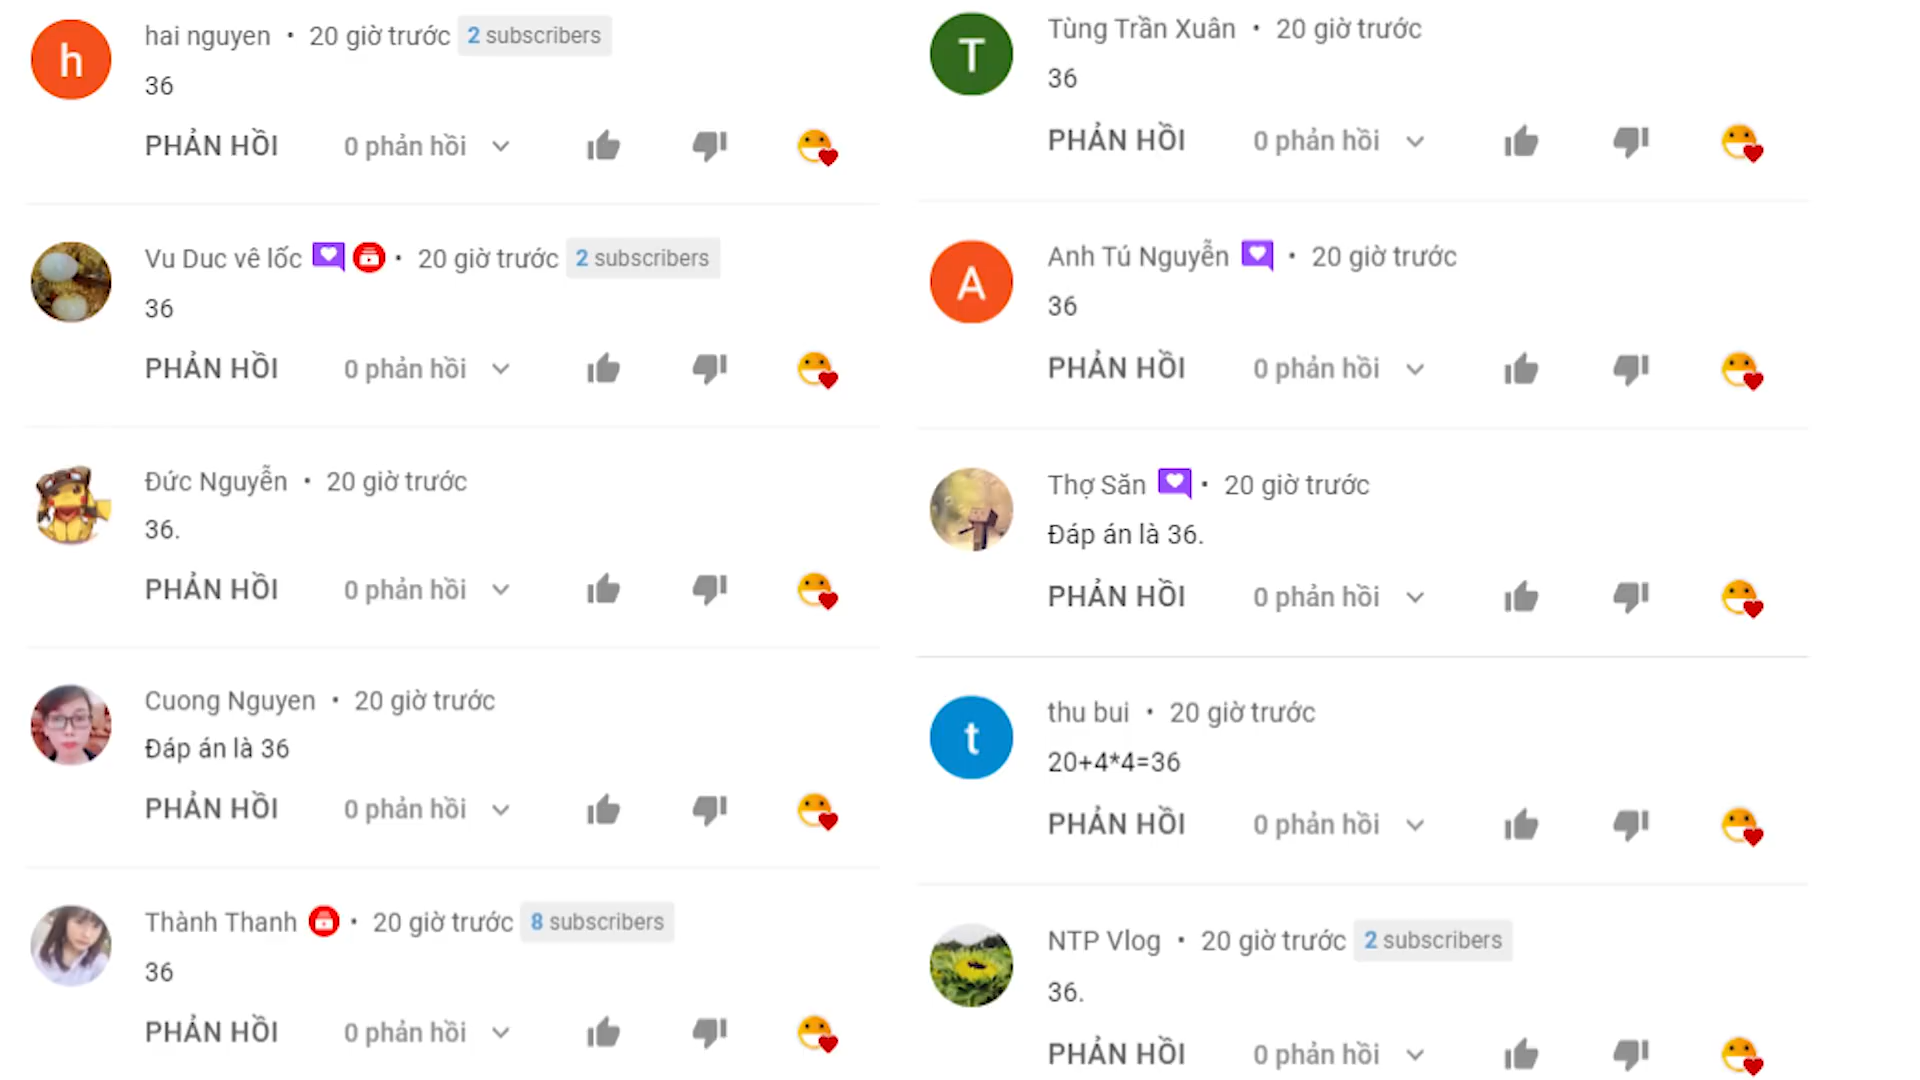 hai nguyen • 20 giờ trước 2 subscribers
36
PHẢN HỒI 0 phản hồi
Vu Duc vê lốc • 20 giờ trước 2 subscribers
36
PHẢN HỒI 0 phản hồi
Đức Nguyễn • 20 giờ trước
36.
PHẢN HỒI 0 phản hồi
Cuong Nguyen • 20 giờ trước
Đáp án là 36
PHẢN HỒI 0 phản hồi
Thành Thanh • 20 giờ trước 8 subscribers
36
PHẢN HỒI 0 phản hồi
Tùng Trần Xuân • 20 giờ trước
36
PHẢN HỒI 0 phản hồi
Anh Tú Nguyễn • 20 giờ trước
36
PHẢN HỒI 0 phản hồi
Thợ Săn • 20 giờ trước
Đáp án là 36.
PHẢN HỒI 0 phản hồi
thu bui • 20 giờ trước
20+4*4=36
PHẢN HỒI 0 phản hồi
NTP Vlog • 20 giờ trước 2 subscribers
36.
PHẢN HỒI 0 phản hồi
h
T
A
t